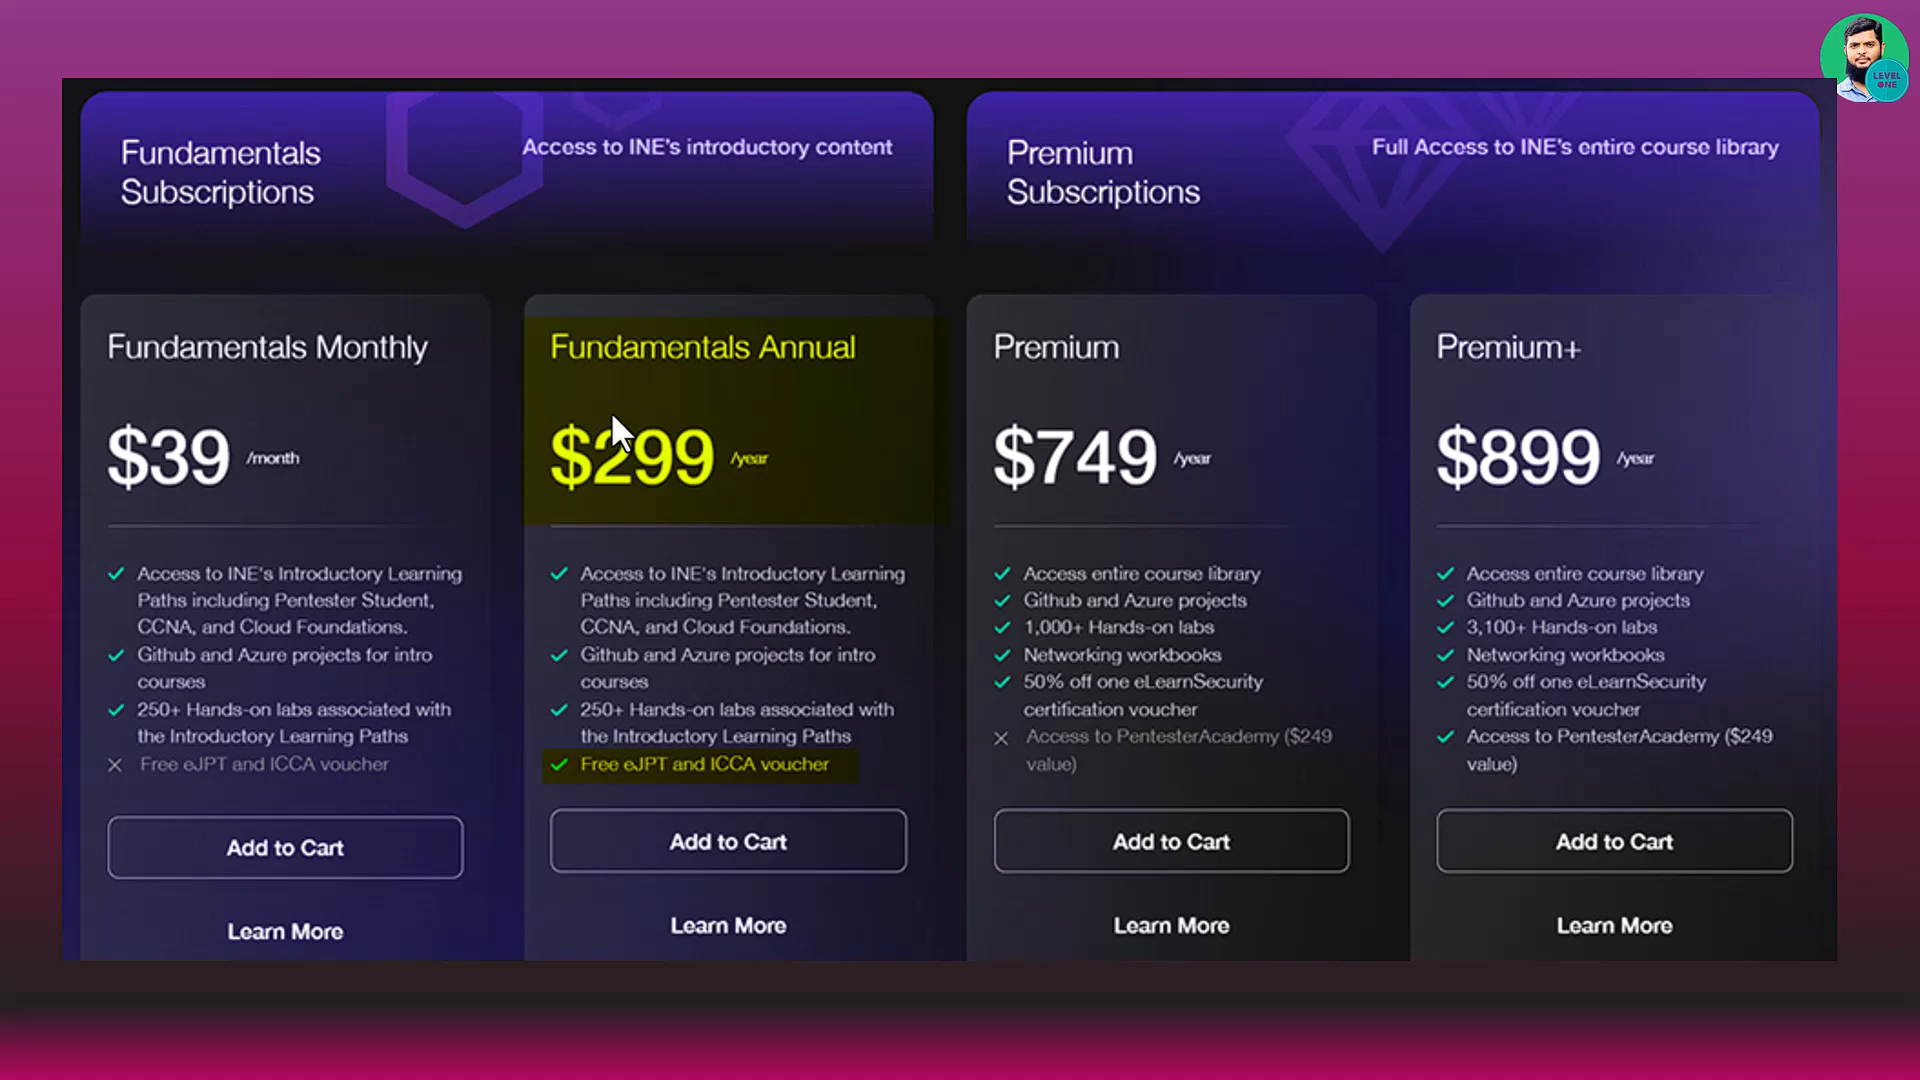 LEVEL
ONE
Fundamentals
Subscriptions
Access to INE's introductory content
Premium
Subscriptions
Full Access to INE's entire course library
Fundamentals Monthly
$39 /month
Access to INE's Introductory Learning
Paths including Pentester Student,
CCNA, and Cloud Foundations.
Github and Azure projects for intro
courses
250+ Hands-on labs associated with
the Introductory Learning Paths
Free eJPT and ICCA voucher
Add to Cart
Learn More
Fundamentals Annual
$299 /year
Access to INE's Introductory Learning
Paths including Pentester Student,
CCNA, and Cloud Foundations.
Github and Azure projects for intro
courses
250+ Hands-on labs associated with
the Introductory Learning Paths
Free eJPT and ICCA voucher
Add to Cart
Learn More
Premium
$749 /year
Access entire course library
Github and Azure projects
1,000+ Hands-on labs
Networking workbooks
50% off one eLearnSecurity
certification voucher
Access to PentesterAcademy ($249
value)
Add to Cart
Learn More
Premium+
$899 /year
Access entire course library
Github and Azure projects
3,100+ Hands-on labs
Networking workbooks
50% off one eLearnSecurity
certification voucher
Access to PentesterAcademy ($249
value)
Add to Cart
Learn More